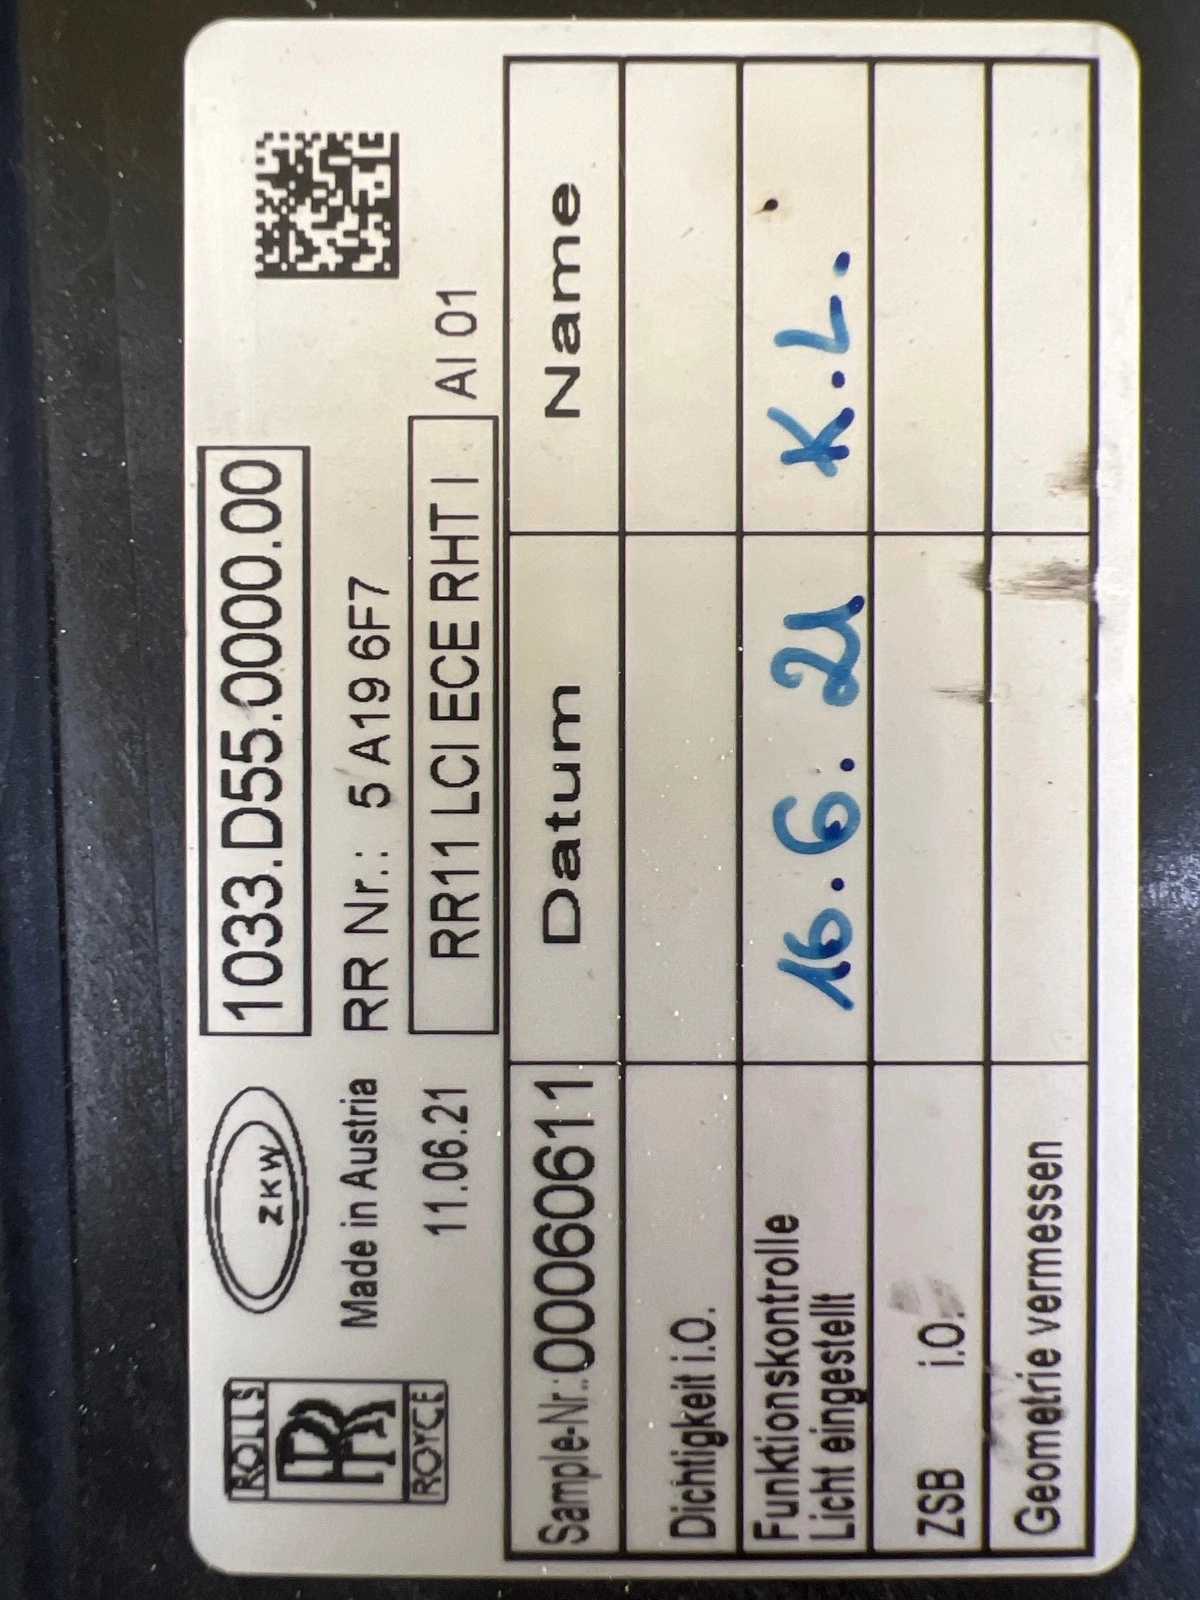 ROLLS
RR
ROYCE
ZKW
1033.D55.0000.00
Made in Austria
RR Nr.: 5 A19 6F7
11.06.21
RR11 LCI ECE RHT I
AI 01
Sample-Nr.:00060611 Datum Name
Dichtigkeit i.O.
Funktionskontrolle
Licht eingestellt 16.6.21 K.L.
ZSB i.O.
Geometrie vermessen